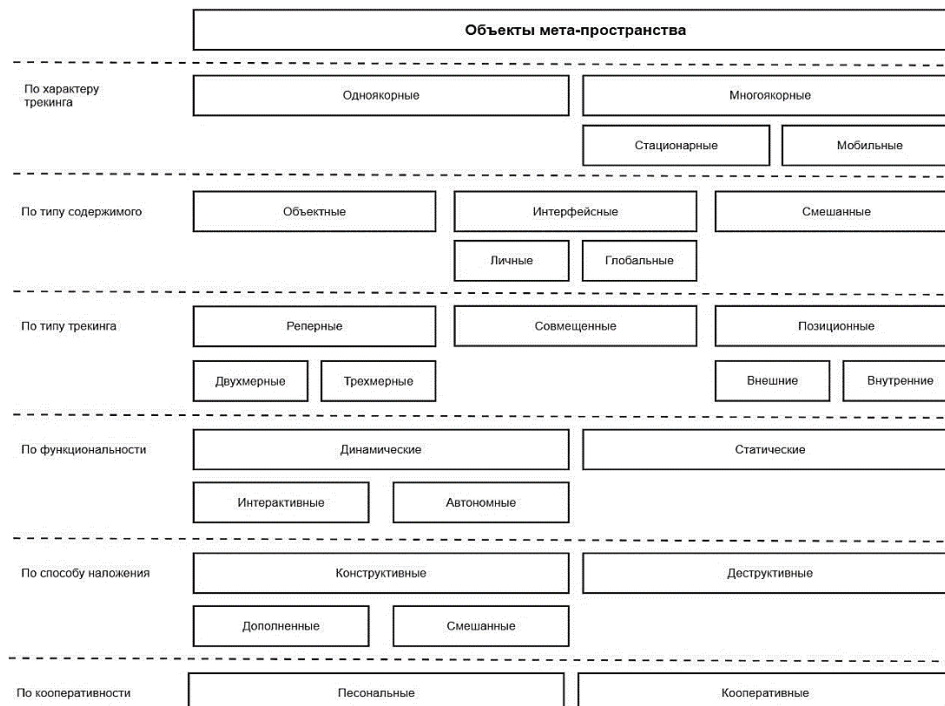 Объекты мета-пространства
По характеру
трекинга
Одноякорные
Многоякорные
Стационарные
Мобильные
По типу содержимого
Объектные
Интерфейсные
Смешанные
Личные
Глобальные
По типу трекинга
Реперные
Совмещенные
Позиционные
Двухмерные
Трехмерные
Внешние
Внутренние
По функциональности
Динамические
Статические
Интерактивные
Автономные
По способу наложения
Конструктивные
Деструктивные
Дополненные
Смешанные
По кооперативности
Песональные
Кооперативные